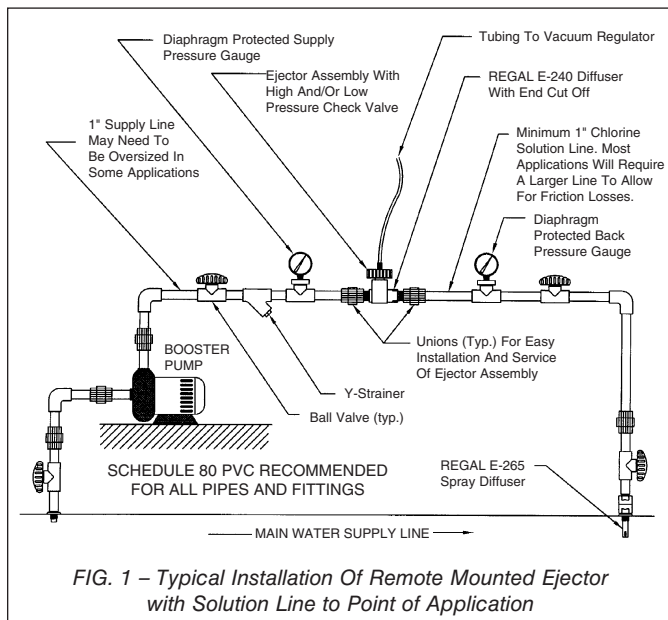 Diaphragm Protected Supply
Pressure Gauge
Tubing To Vacuum Regulator
Ejector Assembly With
High And/Or Low
Pressure Check Valve
REGAL E-240 Diffuser
With End Cut Off
1" Supply Line
May Need To
Be Oversized In
Some Applications
Minimum 1" Chlorine
Solution Line. Most
Applications Will Require
A Larger Line To Allow
For Friction Losses.
Diaphragm
Protected Back
Pressure Gauge
BOOSTER
PUMP
Unions (Typ.) For Easy
Installation And Service
Of Ejector Assembly
Y-Strainer
Ball Valve (typ.)
SCHEDULE 80 PVC RECOMMENDED
FOR ALL PIPES AND FITTINGS
REGAL E-265
Spray Diffuser
MAIN WATER SUPPLY LINE
FIG. 1 – Typical Installation Of Remote Mounted Ejector
with Solution Line to Point of Application